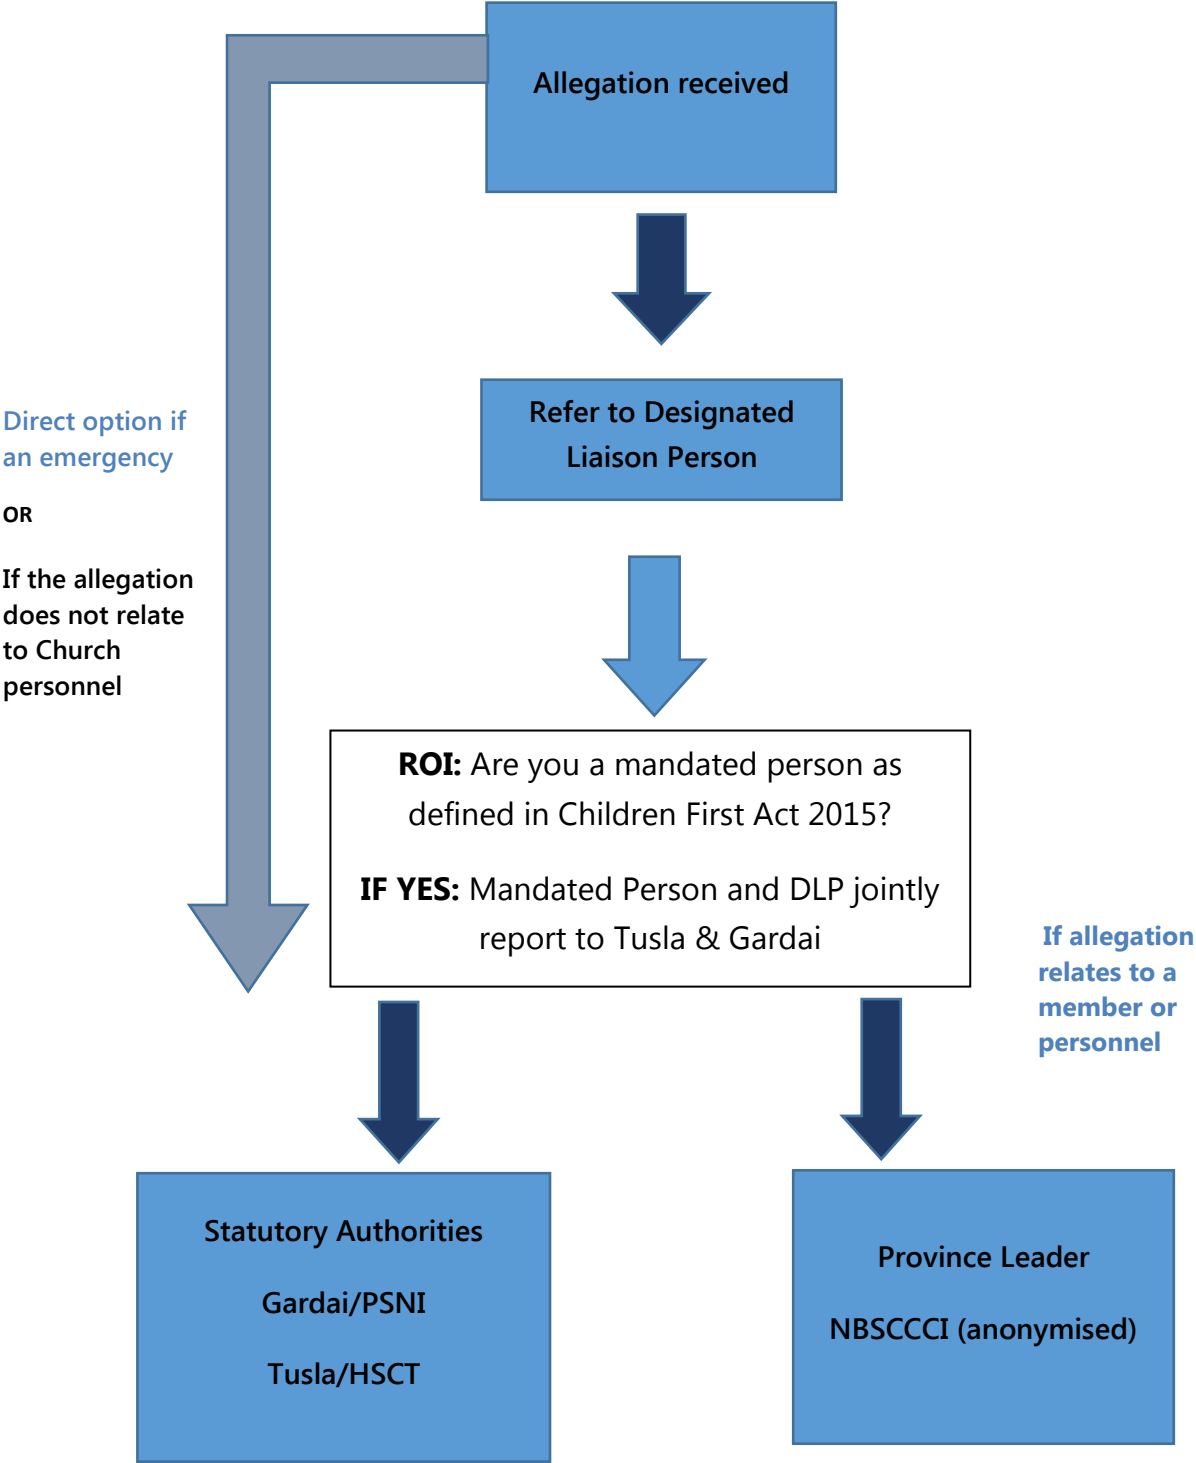 Allegation received
Refer to Designated
Liaison Person
Direct option if
an emergency
OR
If the allegation
does not relate
to Church
personnel
ROI: Are you a mandated person as
defined in Children First Act 2015?
IF YES: Mandated Person and DLP jointly
report to Tusla & Gardai
If allegation
relates to a
member or
personnel
Statutory Authorities
Gardai/PSNI
Tusla/HSCT
Province Leader
NBSCCCI (anonymised)